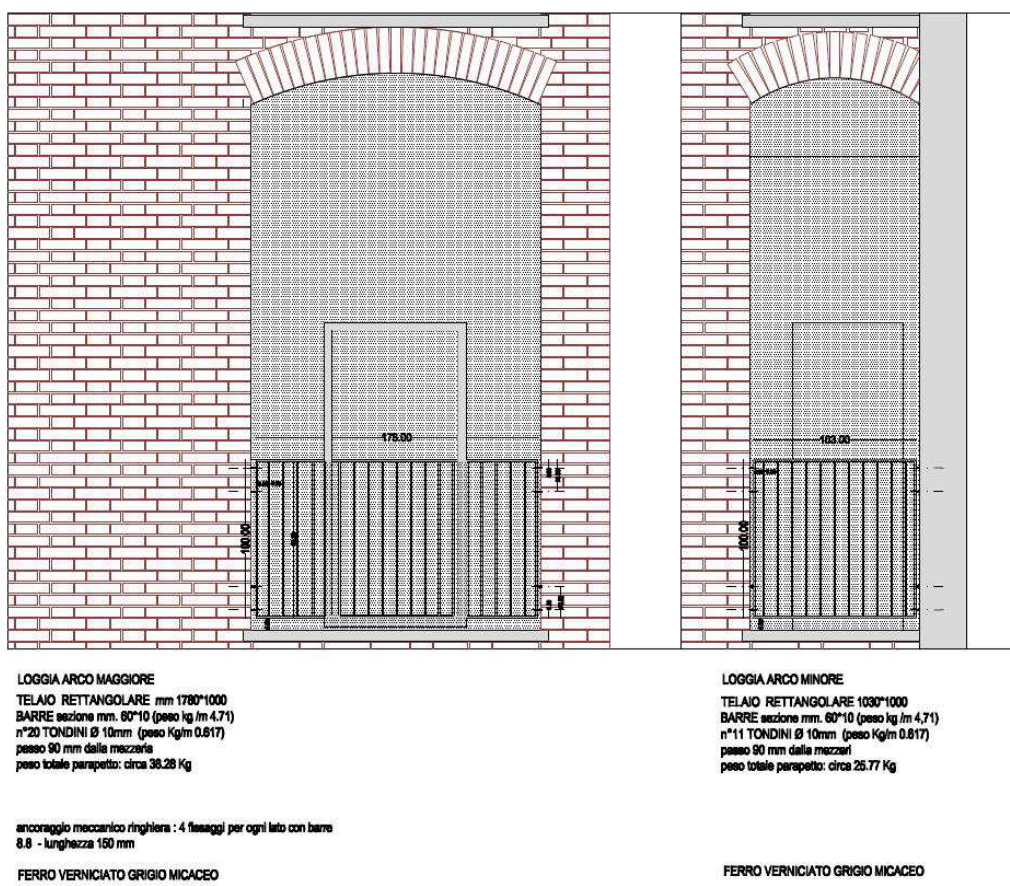 178.00
163.00
100.00
100.00
LOGGIA ARCO MAGGIORE
TELAIO RETTANGOLARE mm 1780*1000
BARRE sezione mm. 60*10 (peso kg /m 4.71)
n°20 TONDINI Ø 10mm (peso Kg/m 0.617)
passo 90 mm dalla mezzeria
peso totale parapetto: circa 38.28 Kg
ancoraggio meccanico ringhiera : 4 fissaggi per ogni lato con barre
8.8 - lunghezza 150 mm
FERRO VERNICIATO GRIGIO MICACEO
LOGGIA ARCO MINORE
TELAIO RETTANGOLARE 1030*1000
BARRE sezione mm. 60*10 (peso kg /m 4,71)
n°11 TONDINI Ø 10mm (peso Kg/m 0.617)
passo 90 mm dalla mezzeri
peso totale parapetto: circa 25.77 Kg
FERRO VERNICIATO GRIGIO MICACEO